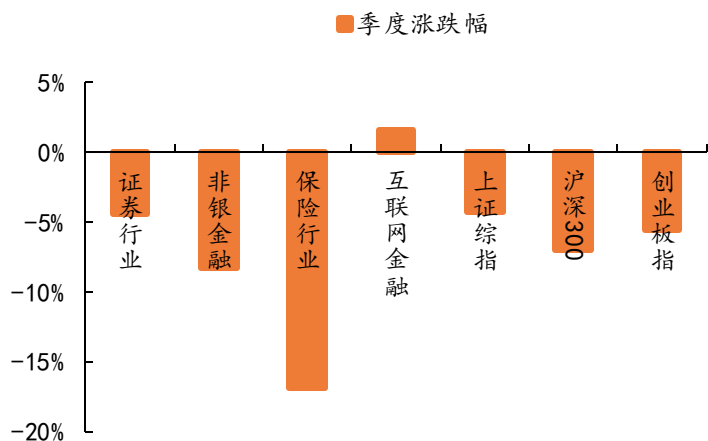 季度涨跌幅
5%
0%
-5%
-10%
-15%
-20%
证券行业
非银金融
保险行业
互联网金融
上证综指
沪深300
创业板指